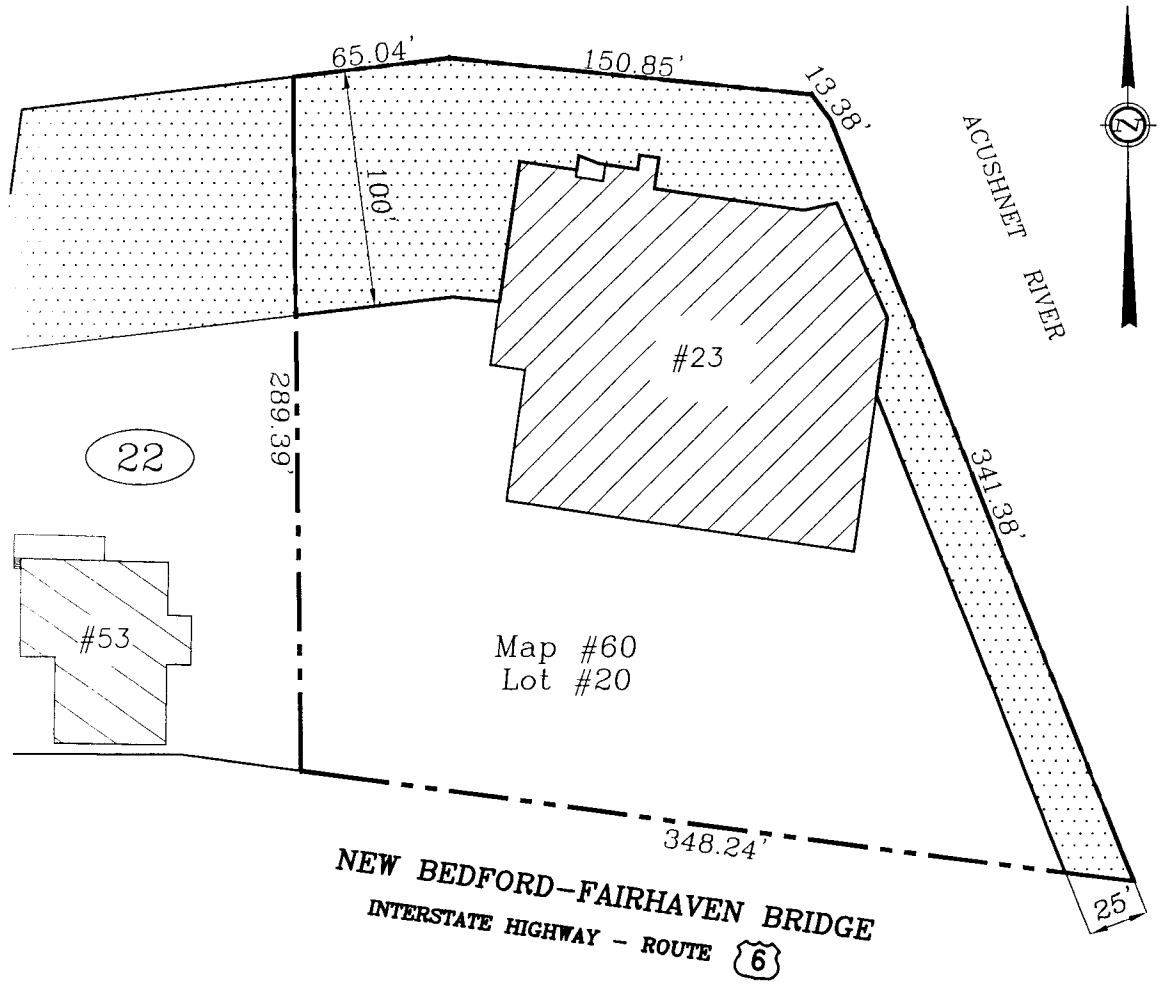 65.04'
150.85'
13.38'
N
ACUSHNET RIVER
100'
#23
289.39'
22
341.38'
#53
Map #60
Lot #20
348.24'
25'
NEW BEDFORD-FAIRHAVEN BRIDGE
INTERSTATE HIGHWAY - ROUTE 6